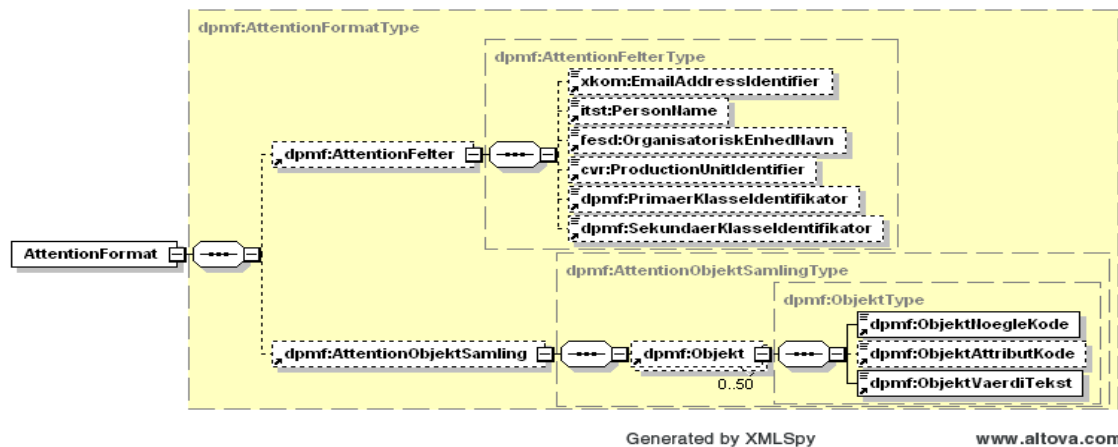 dpmf:AttentionFormatType
dpmf:AttentionFelterType
xkom:EmailAddressIdentifier
itst:PersonName
fesd:OrganisatoriskEnhedNavn
cvr:ProductionUnitIdentifier
dpmf:PrimaerKlasseIdentifikator
dpmf:SekundaerKlasseIdentifikator
dpmf:AttentionFelter
AttentionFormat
dpmf:AttentionObjektSamlingType
dpmf:ObjektType
dpmf:ObjektNoegleKode
dpmf:AttentionObjektSamling
dpmf:Objekt
dpmf:ObjektAttributKode
0..50
dpmf:ObjektVaerdiTekst
Generated by XMLSpy
www.altova.com